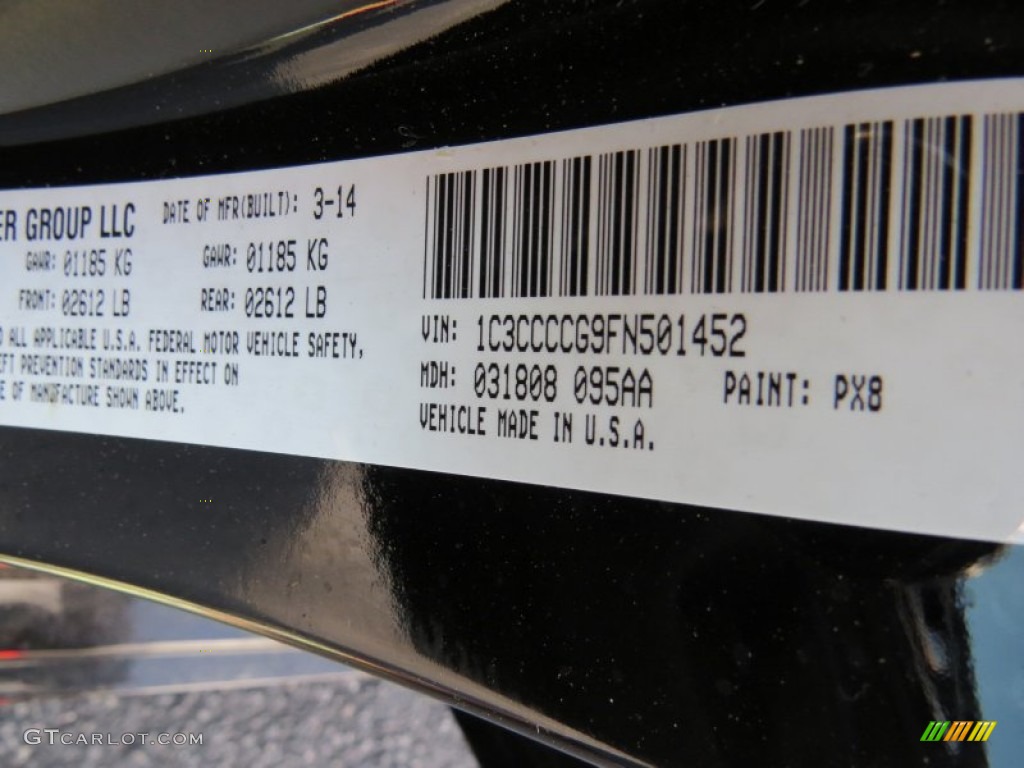 ER GROUP LLC DATE OF MFR(BUILT): 3-14
GAWR: 01185 KG GAWR: 01185 KG
FRONT: 02612 LB REAR: 02612 LB
ALL APPLICABLE U.S.A. FEDERAL MOTOR VEHICLE SAFETY,
EFT PREVENTION STANDARDS IN EFFECT ON
E OF MANUFACTURE SHOWN ABOVE.
VIN: 1C3CCCCG9FN501452
MDH: 031808 095AA PAINT: PX8
VEHICLE MADE IN U.S.A.
GTCARLOT.COM